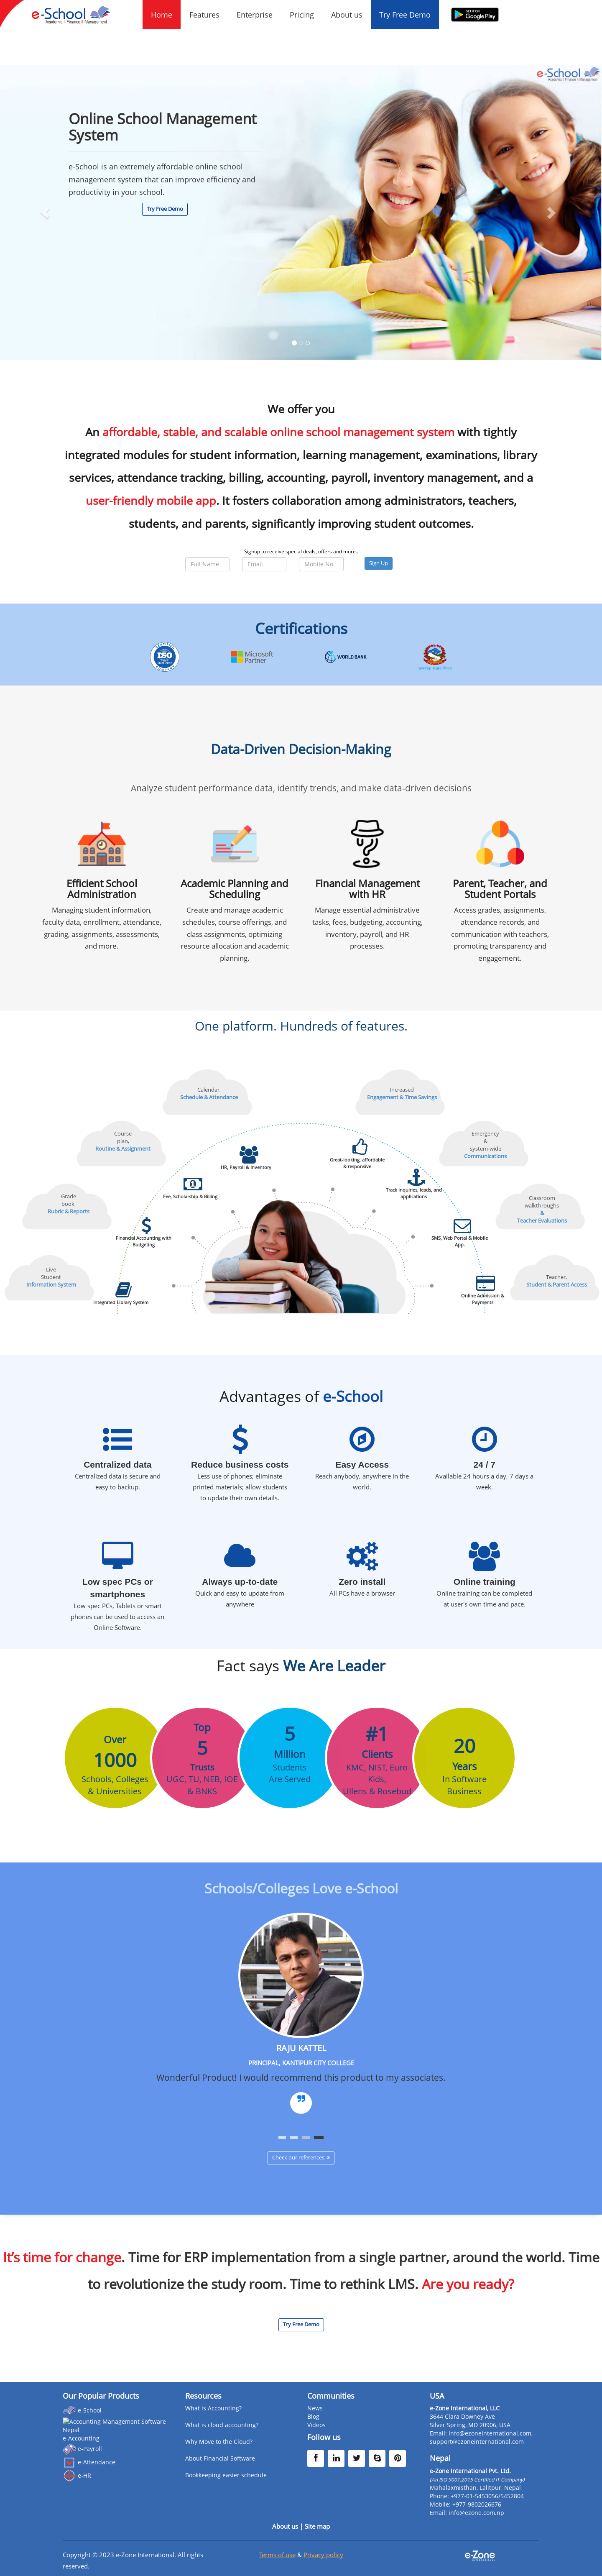 e-School
Academic | Finance | Management
Home
Features
Enterprise
Pricing
About us
Try Free Demo
GET IT ON
Google Play
e-School
Academic | Finance | Management
Online School Management
System
e-School is an extremely affordable online school
management system that can improve efficiency and
productivity in your school.
Try Free Demo
We offer you
An affordable, stable, and scalable online school management system with tightly
integrated modules for student information, learning management, examinations, library
services, attendance tracking, billing, accounting, payroll, inventory management, and a
user-friendly mobile app. It fosters collaboration among administrators, teachers,
students, and parents, significantly improving student outcomes.
Signup to receive special deals, offers and more..
Full Name
Email
Mobile No.
Sign Up
Certifications
ISO
Microsoft
Partner
WORLD BANK
Data-Driven Decision-Making
Analyze student performance data, identify trends, and make data-driven decisions
Efficient School
Administration
Managing student information,
faculty data, enrollment, attendance,
grading, assignments, assessments,
and more.
Academic Planning and
Scheduling
Create and manage academic
schedules, course offerings, and
class assignments, optimizing
resource allocation and academic
planning.
Financial Management
with HR
Manage essential administrative
tasks, fees, budgeting, accounting,
inventory, payroll, and HR
processes.
Parent, Teacher, and
Student Portals
Access grades, assignments,
attendance records, and
communication with teachers,
promoting transparency and
engagement.
One platform. Hundreds of features.
Calendar,
Schedule & Attendance
Increased
Engagement & Time Savings
Course
plan,
Routine & Assignment
Emergency
&
system-wide
Communications
HR, Payroll & Inventory
Great-looking, affordable
& responsive
Fee, Scholarship & Billing
Track inquiries, leads, and
applications
Grade
book,
Rubric & Reports
Classroom
walkthroughs
&
Teacher Evaluations
Financial Accounting with
Budgeting
SMS, Web Portal & Mobile
App.
Live
Student
Information System
Teacher,
Student & Parent Access
Integrated Library System
Online Admission &
Payments
Advantages of e-School
Centralized data
Centralized data is secure and
easy to backup.
Reduce business costs
Less use of phones; eliminate
printed materials; allow students
to update their own details.
Easy Access
Reach anybody, anywhere in the
world.
24 / 7
Available 24 hours a day, 7 days a
week.
Low spec PCs or
smartphones
Low spec PCs, Tablets or smart
phones can be used to access an
Online Software.
Always up-to-date
Quick and easy to update from
anywhere
Zero install
All PCs have a browser
Online training
Online training can be completed
at user's own time and pace.
Fact says We Are Leader
Over
1000
Schools, Colleges
& Universities
Top
5
Trusts
UGC, TU, NEB, IOE
& BNKS
5
Million
Students
Are Served
#1
Clients
KMC, NIST, Euro
Kids,
Ullens & Rosebud
20
Years
In Software
Business
Schools/Colleges Love e-School
RAJU KATTEL
PRINCIPAL, KANTIPUR CITY COLLEGE
Wonderful Product! I would recommend this product to my associates.
Check our references »
It's time for change. Time for ERP implementation from a single partner, around the world. Time
to revolutionize the study room. Time to rethink LMS. Are you ready?
Try Free Demo
Our Popular Products
e-School
Accounting Management Software
Nepal
e-Accounting
e-Payroll
e-Attendance
e-HR
Resources
What is Accounting?
What is cloud accounting?
Why Move to the Cloud?
About Financial Software
Bookkeeping easier schedule
Communities
News
Blog
Videos
Follow us
USA
e-Zone International, LLC
3644 Clara Downey Ave
Silver Spring, MD 20906, USA
Email: info@ezoneinternational.com,
support@ezoneinternational.com
Nepal
e-Zone International Pvt. Ltd.
(An ISO 9001:2015 Certified IT Company)
Mahalaxmisthan, Lalitpur, Nepal
Phone: +977-01-5453056/5452804
Mobile: +977-9802026676
Email: info@ezone.com.np
About us | Site map
Copyright © 2023 e-Zone International. All rights
reserved.
Terms of use & Privacy policy
e-Zone